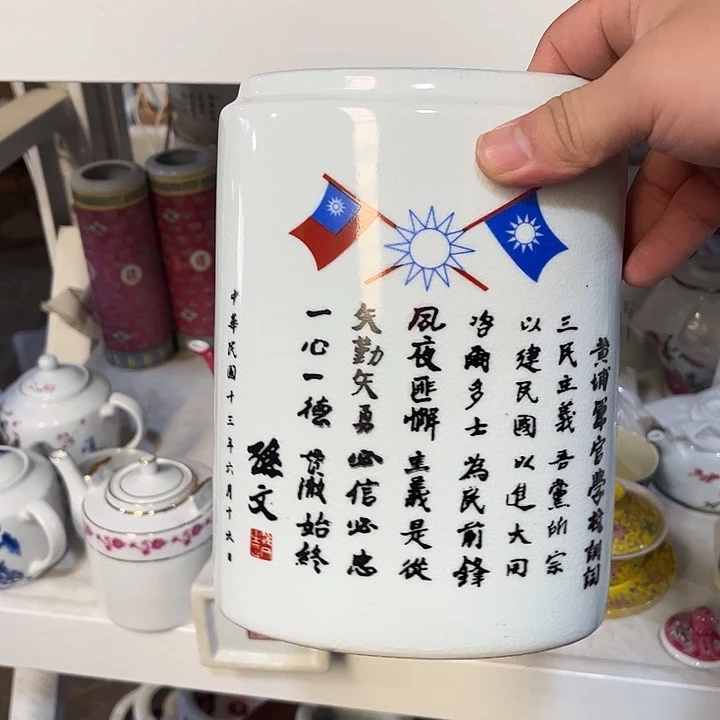 黃埔軍官學校訓詞
三民主義 吾黨所宗
以建民國 以進大同
咨爾多士 為民前鋒
夙夜匪懈 主義是從
矢勤矢勇 必信必忠
一心一德 貫徹始終
孫文
中華民國十三年六月十六日